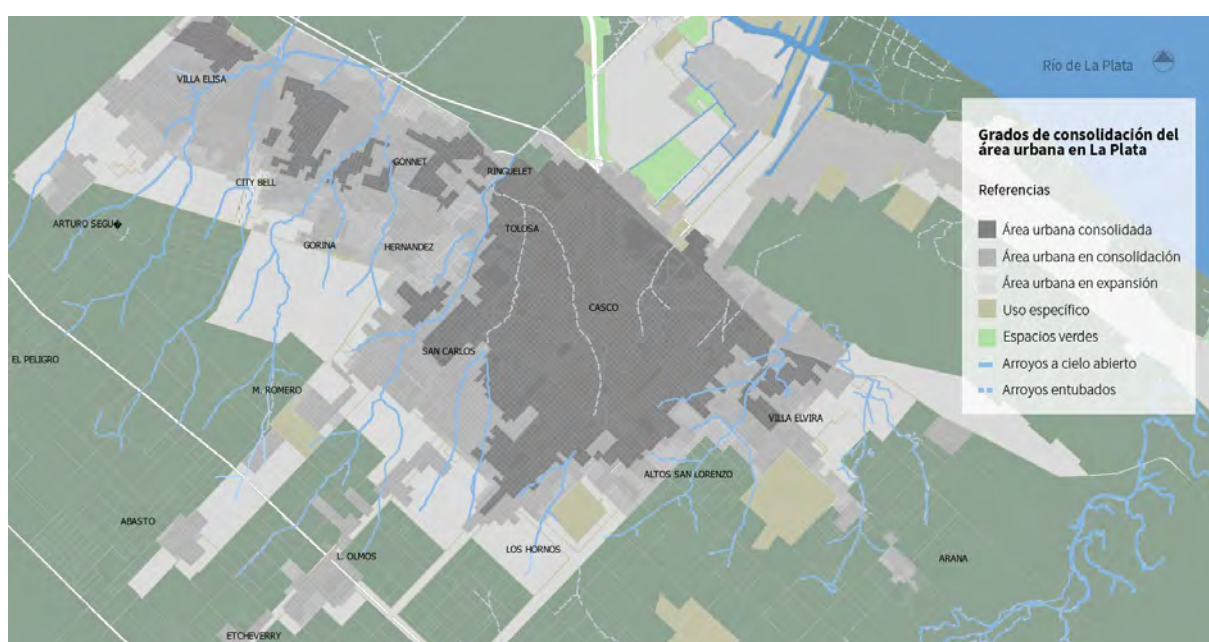 Río de La Plata
Grados de consolidación del
área urbana en La Plata
Referencias
Área urbana consolidada
Área urbana en consolidación
Área urbana en expansión
Uso específico
Espacios verdes
Arroyos a cielo abierto
Arroyos entubados
VILLA ELISA
GONNET
RINGUELET
CITY BELL
ARTURO SEGU�
TOLOSA
GORINA
HERNANDEZ
CASCO
SAN CARLOS
EL PELIGRO
M. ROMERO
VILLA ELVIRA
ALTOS SAN LORENZO
ABASTO
LOS HORNOS
L. OLMOS
ARANA
ETCHEVERRY